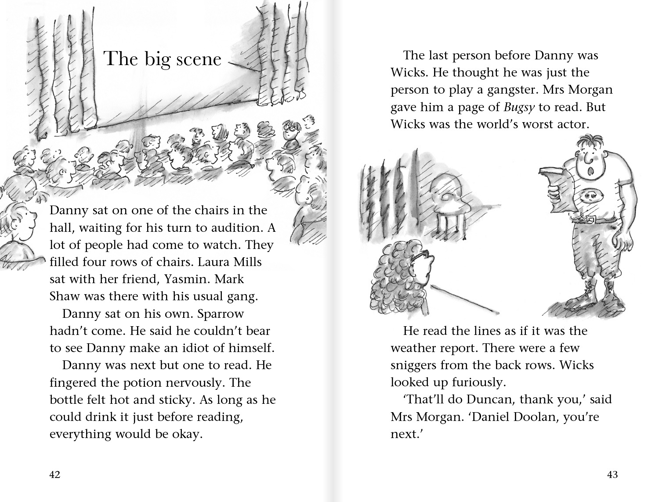 The big scene
Danny sat on one of the chairs in the
hall, waiting for his turn to audition. A
lot of people had come to watch. They
filled four rows of chairs. Laura Mills
sat with her friend, Yasmin. Mark
Shaw was there with his usual gang.
Danny sat on his own. Sparrow
hadn’t come. He said he couldn’t bear
to see Danny make an idiot of himself.
Danny was next but one to read. He
fingered the potion nervously. The
bottle felt hot and sticky. As long as he
could drink it just before reading,
everything would be okay.
42
The last person before Danny was
Wicks. He thought he was just the
person to play a gangster. Mrs Morgan
gave him a page of Bugsy to read. But
Wicks was the world’s worst actor.
He read the lines as if it was the
weather report. There were a few
sniggers from the back rows. Wicks
looked up furiously.
‘That’ll do Duncan, thank you,’ said
Mrs Morgan. ‘Daniel Doolan, you’re
next.’
43